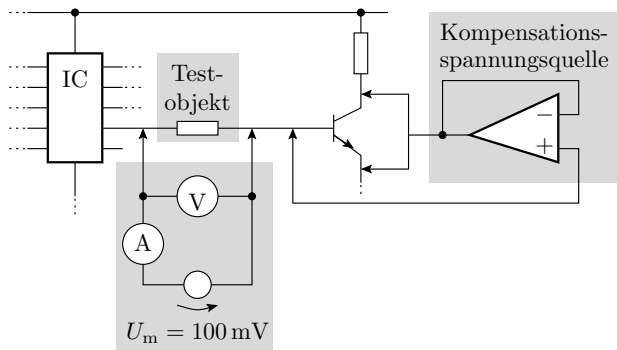 Kompensations-
spannungsquelle
IC
Test-
objekt
−
+
V
A
U_m = 100 mV